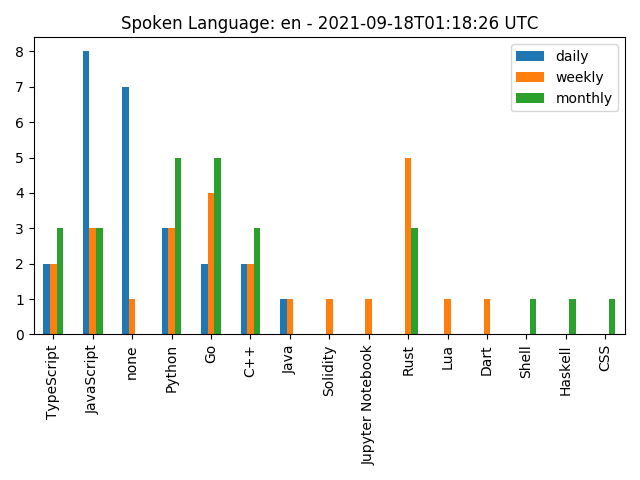 Spoken Language: en - 2021-09-18T01:18:26 UTC
daily
weekly
monthly
8
7
6
5
4
3
2
1
0
TypeScript
JavaScript
none
Python
Go
C++
Java
Solidity
Jupyter Notebook
Rust
Lua
Dart
Shell
Haskell
CSS